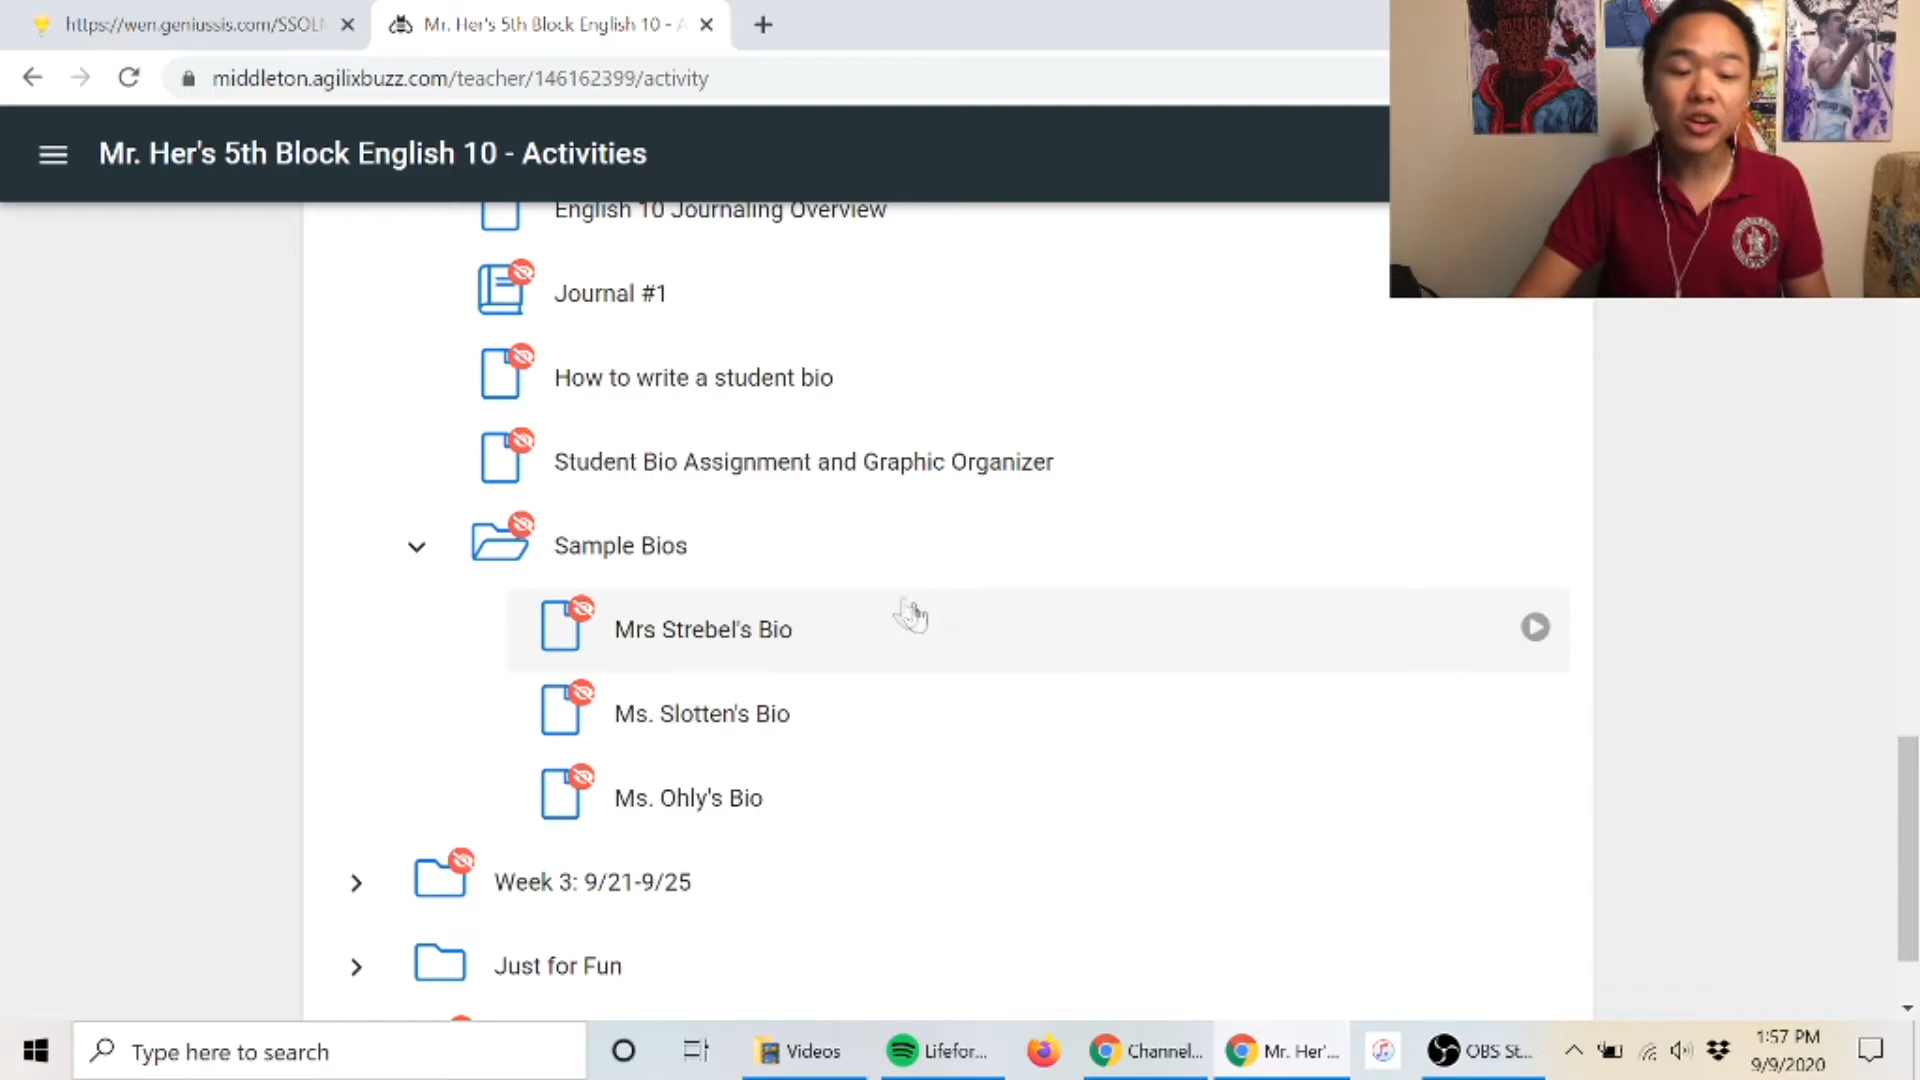 https://wen.geniussis.com/SSOL
Mr. Her's 5th Block English 10 -
middleton.agilixbuzz.com/teacher/146162399/activity
Mr. Her's 5th Block English 10 - Activities
English 10 Journaling Overview
Journal #1
How to write a student bio
Student Bio Assignment and Graphic Organizer
Sample Bios
Mrs Strebel's Bio
Ms. Slotten's Bio
Ms. Ohly's Bio
Week 3: 9/21-9/25
Just for Fun
Type here to search
Videos
Lifefor...
Channel...
Mr. Her'...
OBS St...
1:57 PM
9/9/2020